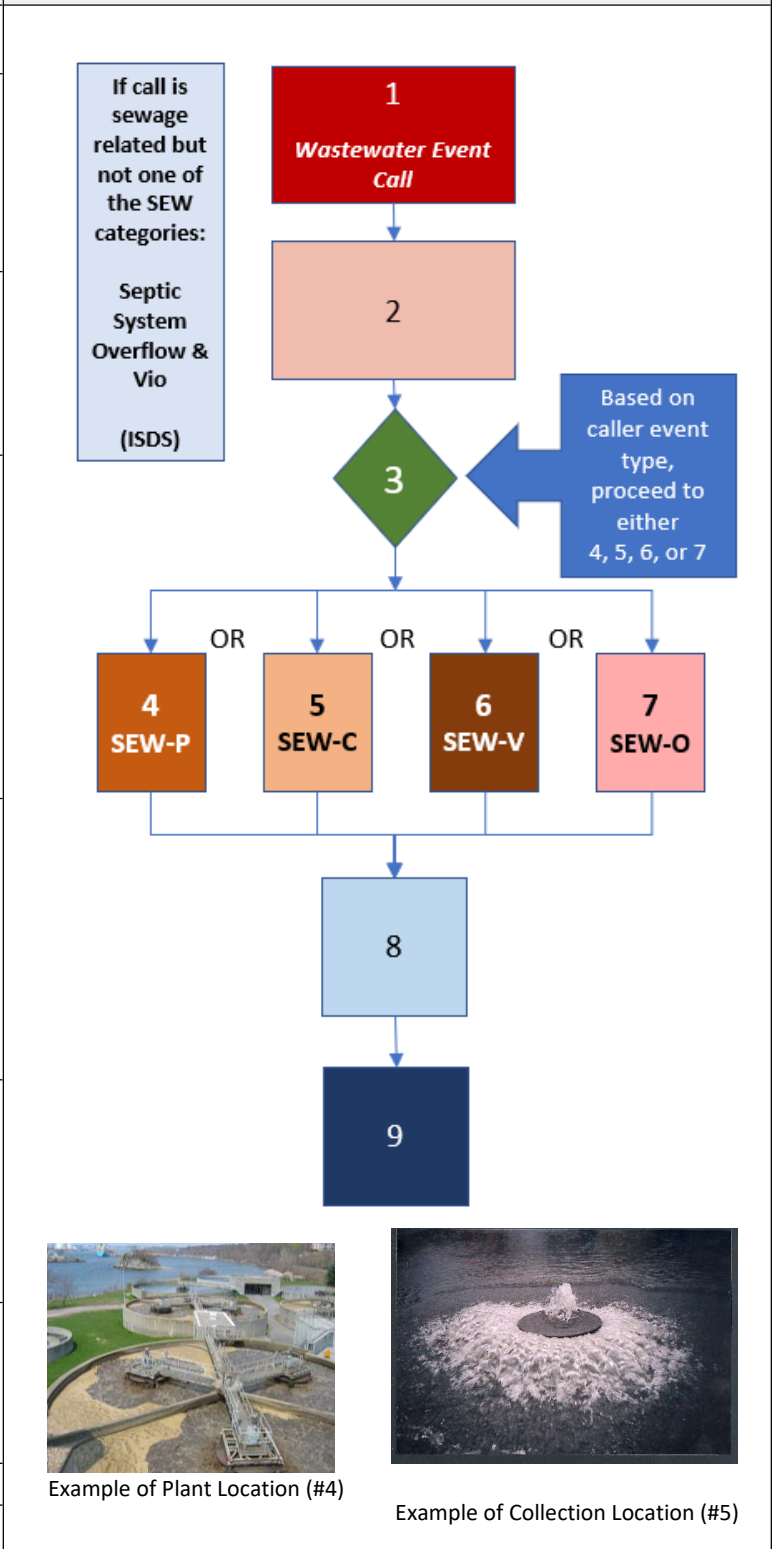 If call is
sewage
related but
not one of
the SEW
categories:
Septic
System
Overflow &
Vio
(ISDS)
1
Wastewater Event
Call
2
3
Based on
caller event
type,
proceed to
either
4, 5, 6, or 7
OR
OR
OR
4
SEW-P
5
SEW-C
6
SEW-V
7
SEW-O
8
9
Example of Plant Location (#4)
Example of Collection Location (#5)